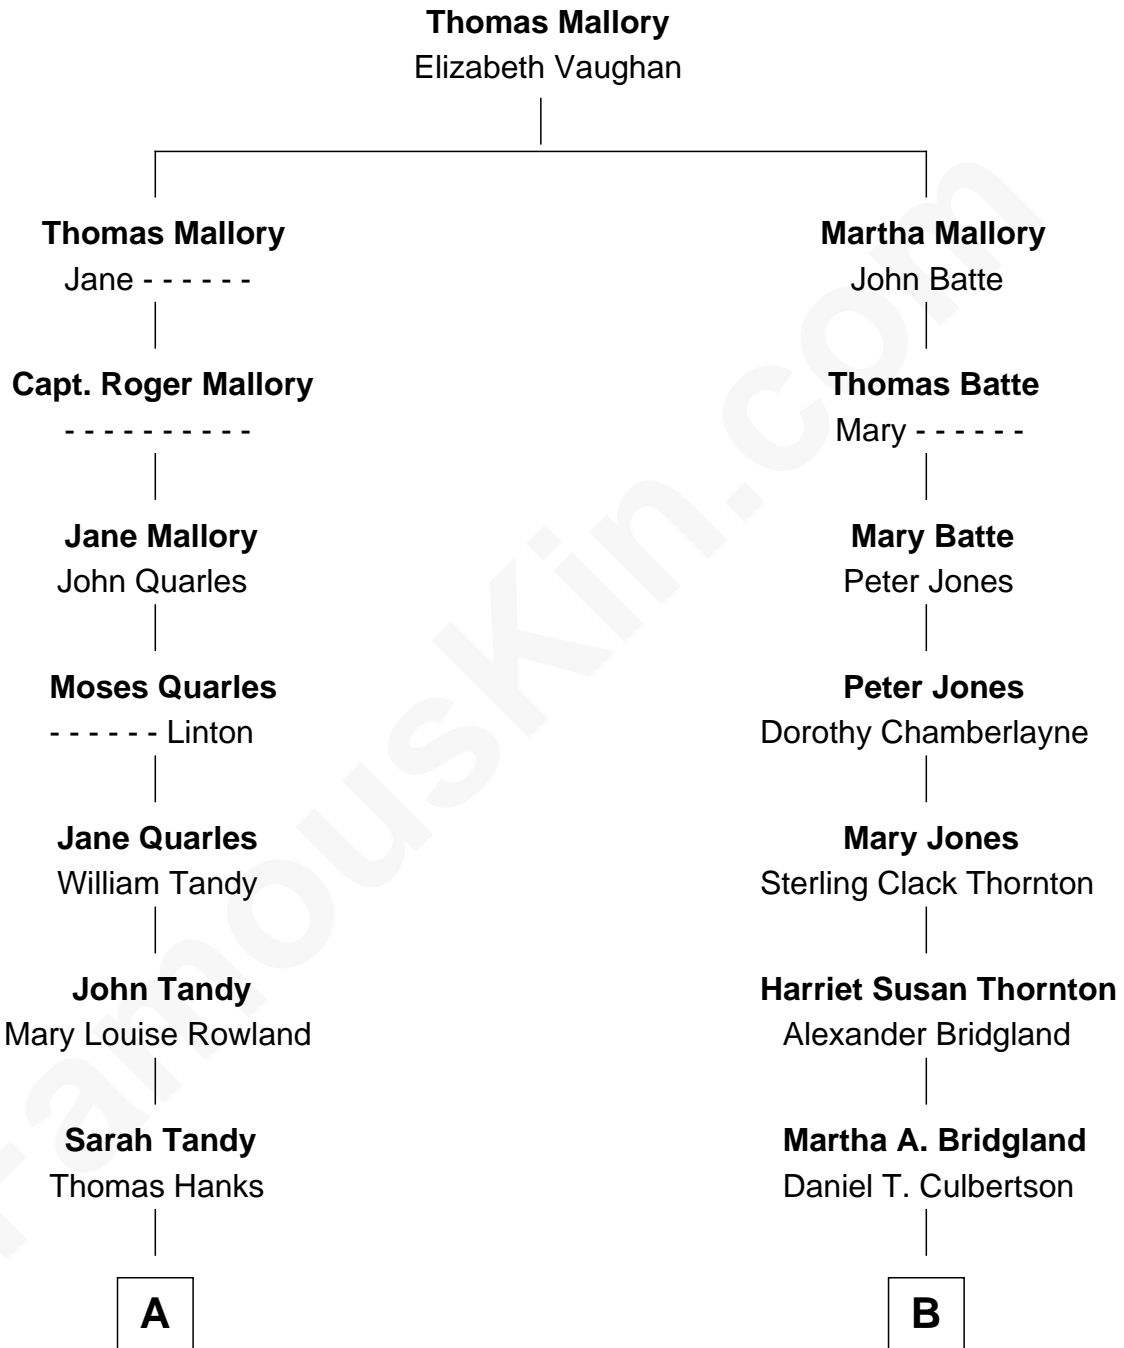 Thomas Mallory
Elizabeth Vaughan
Thomas Mallory
Jane - - - - - -
Martha Mallory
John Batte
Capt. Roger Mallory
- - - - - - - - - -
Thomas Batte
Mary - - - - - -
Jane Mallory
John Quarles
Mary Batte
Peter Jones
Moses Quarles
- - - - - - Linton
Peter Jones
Dorothy Chamberlayne
Jane Quarles
William Tandy
Mary Jones
Sterling Clack Thornton
John Tandy
Mary Louise Rowland
Harriet Susan Thornton
Alexander Bridgland
Sarah Tandy
Thomas Hanks
Martha A. Bridgland
Daniel T. Culbertson
A
B
FamousKin.com